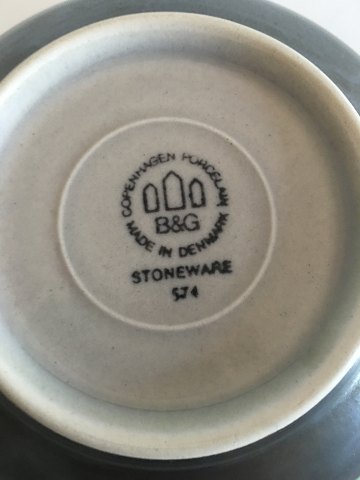 COPENHAGEN PORCELAIN
B&G
MADE IN DENMARK
STONEWARE
574